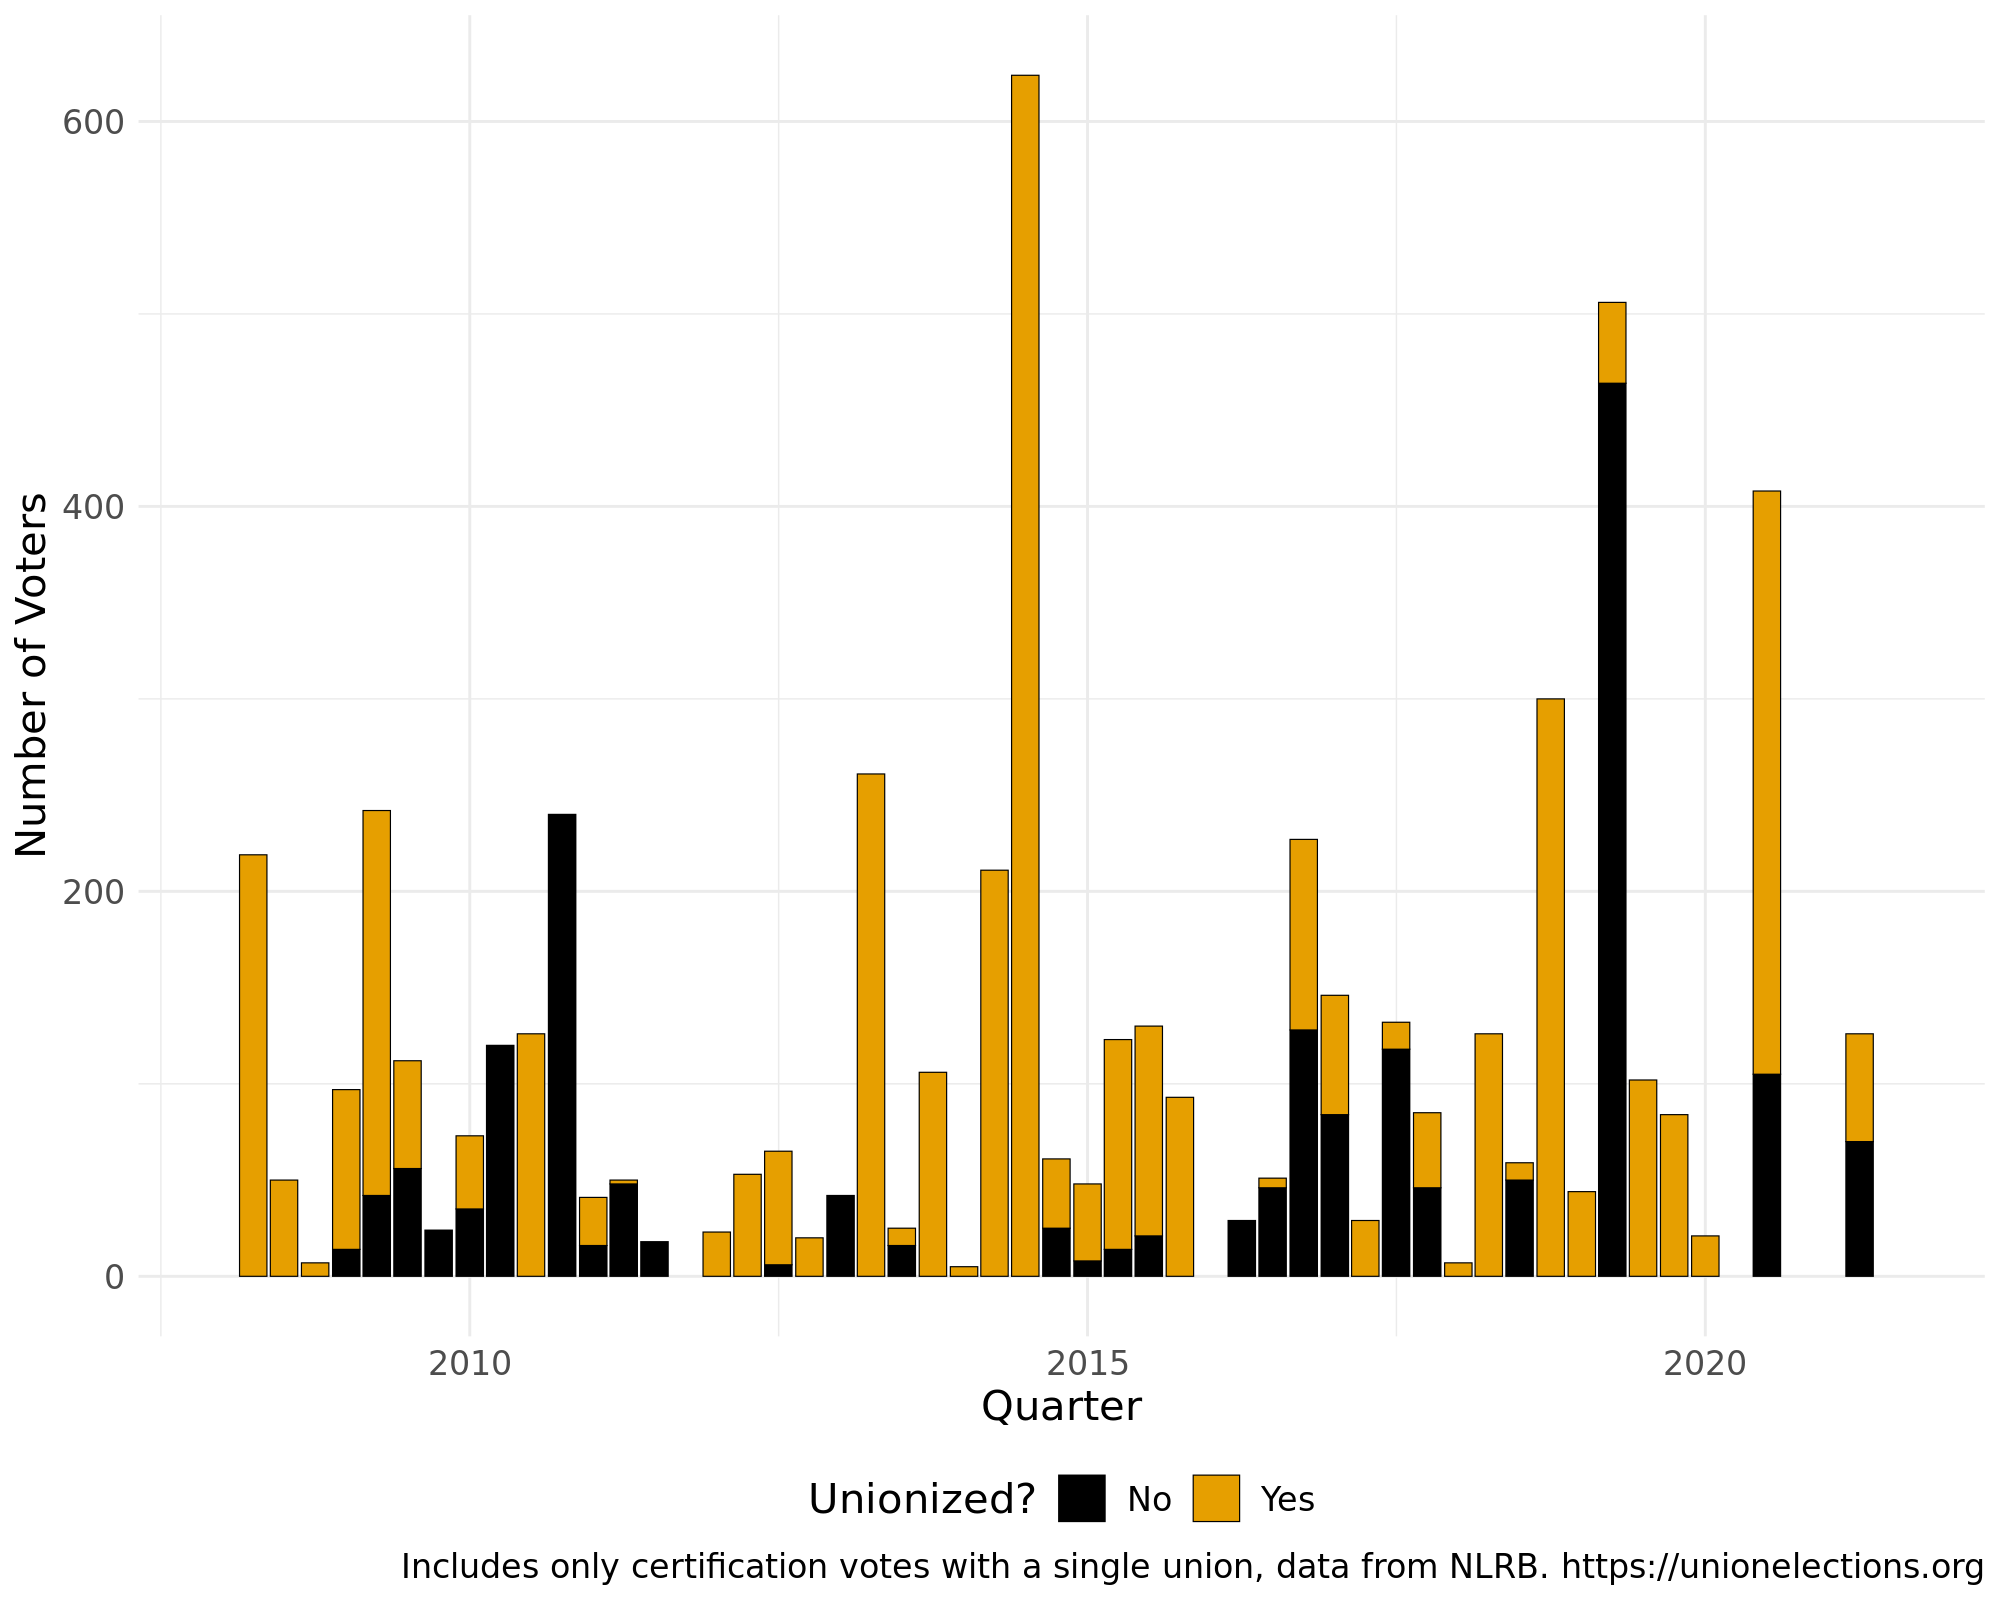 600
400
200
0
Number of Voters
2010 2015 2020
Quarter
Unionized? No Yes
Includes only certification votes with a single union, data from NLRB. https://unionelections.org